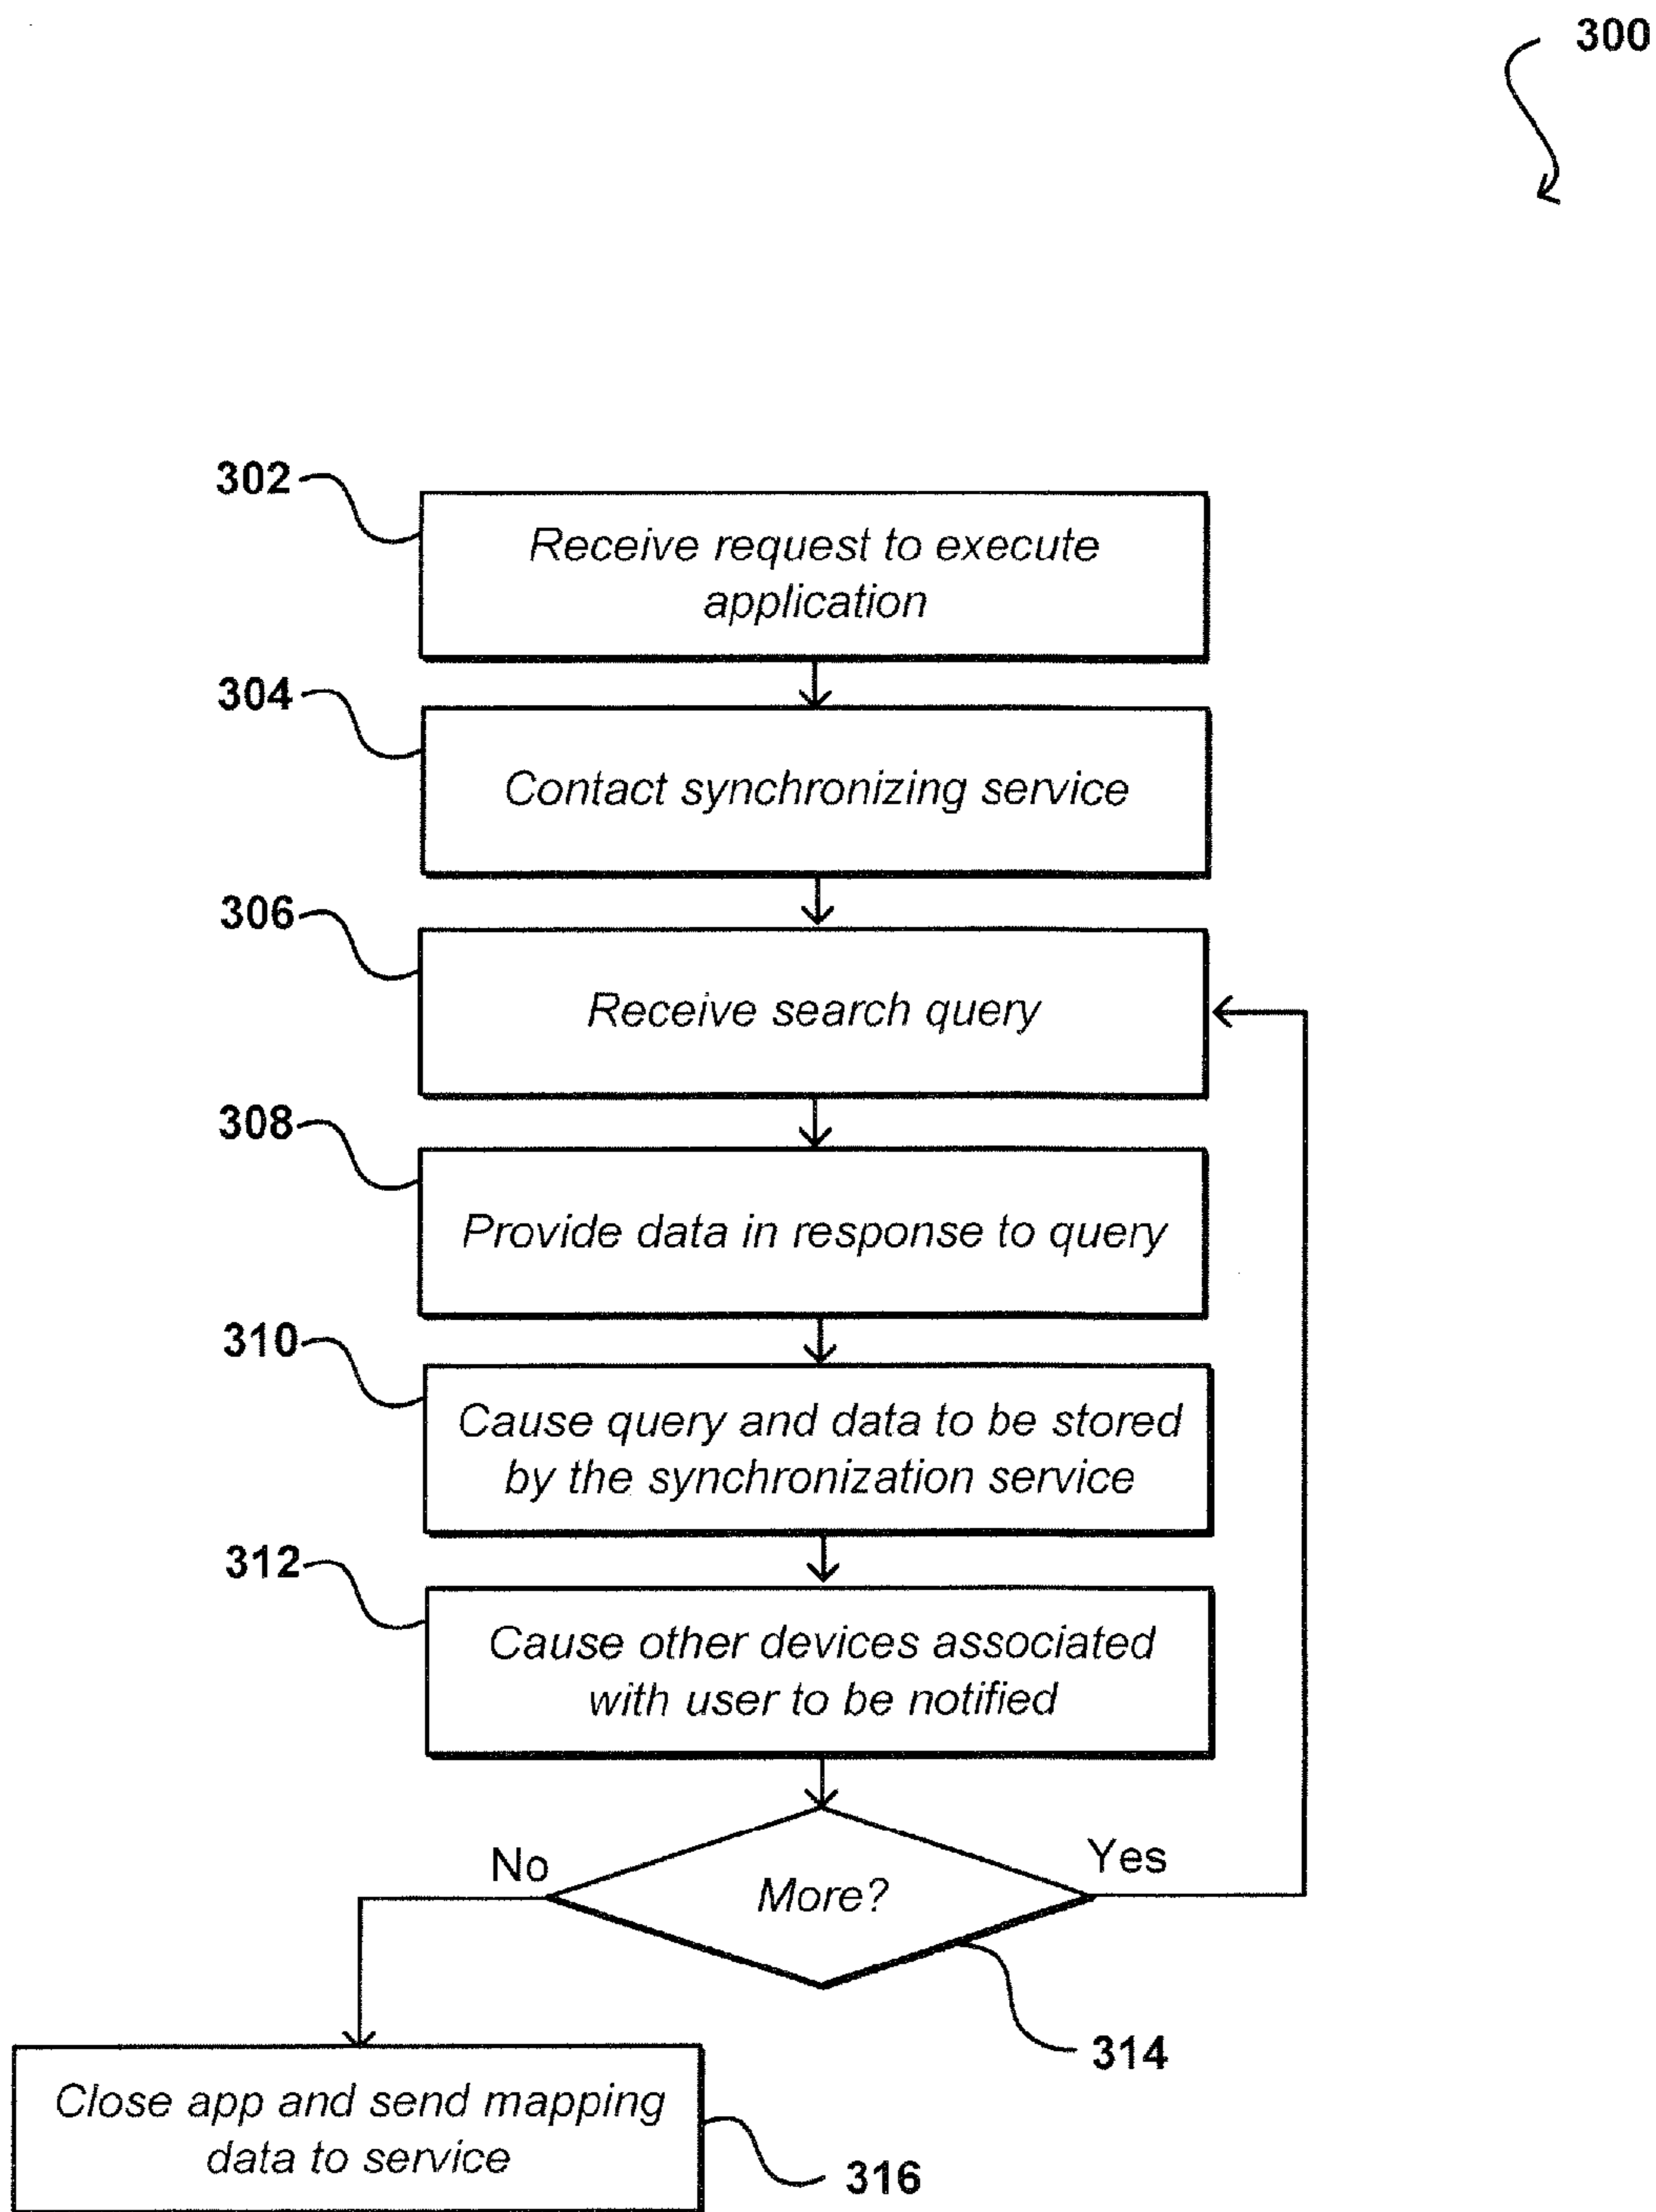 300
302
Receive request to execute
application
304
Contact synchronizing service
306
Receive search query
308
Provide data in response to query
310
Cause query and data to be stored
by the synchronization service
312
Cause other devices associated
with user to be notified
No
More?
Yes
314
Close app and send mapping
data to service
316